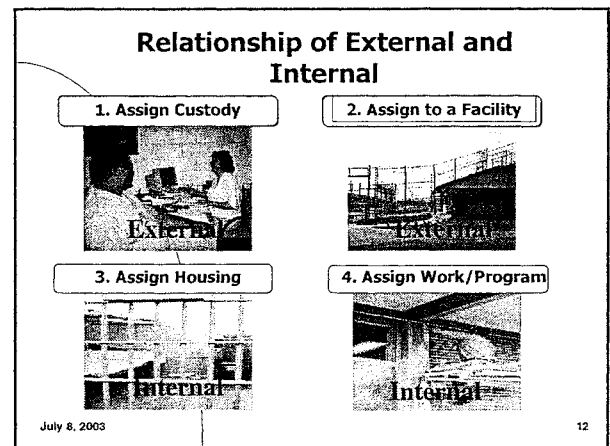 Relationship of External and
Internal
1. Assign Custody
2. Assign to a Facility
External
External
3. Assign Housing
4. Assign Work/Program
Internal
Internal
July 8, 2003
12